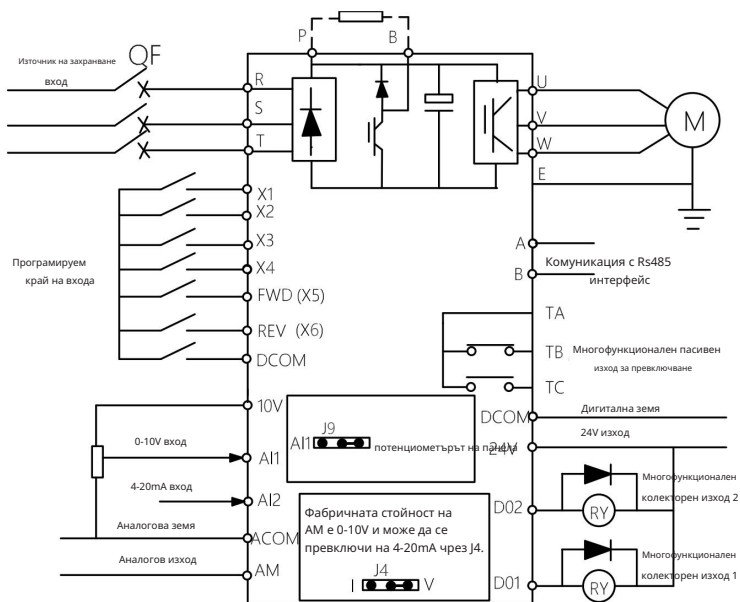 P
B
Източник на захранване
вход
QF
R
S
T
U
V
W
E
M
X1
X2
X3
X4
FWD (X5)
REV (X6)
DCOM
Програмируем
край на входа
A
B
Комуникация с Rs485
интерфейс
TA
TB
TC
Многофункционален пасивен
изход за превключване
DCOM
Дигитална земя
24V
24V изход
10V
0-10V вход
AI1
4-20mA вход
AI2
Аналогова земя
ACOM
Аналогов изход
AM
J9
AI1
потенциометърът на панела
Фабричната стойност на
AM е 0-10V и може да се
превключи на 4-20mA чрез J4.
J4
I
V
D02
RY
Многофункционален
колекторен изход 2
D01
RY
Многофункционален
колекторен изход 1